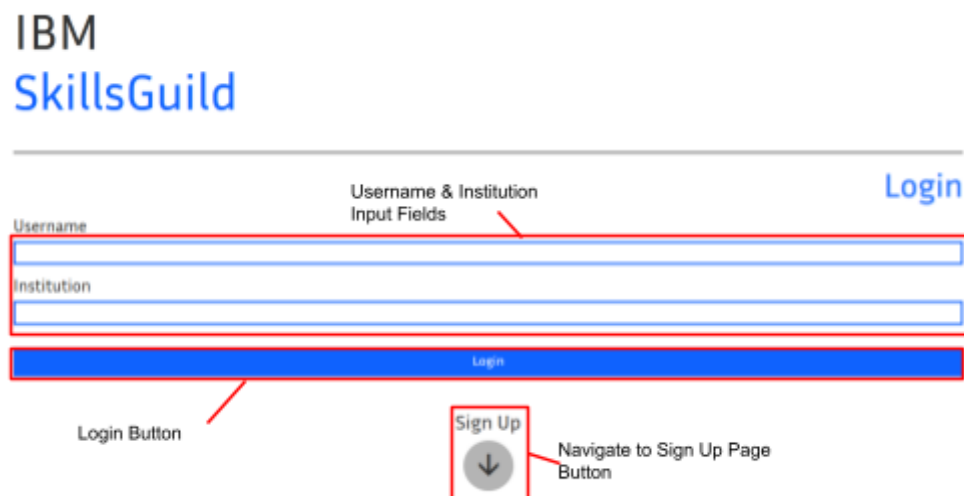 IBM
SkillsGuild
Login
Username & Institution
Input Fields
Username
Institution
Login
Login Button
Sign Up
Navigate to Sign Up Page
Button